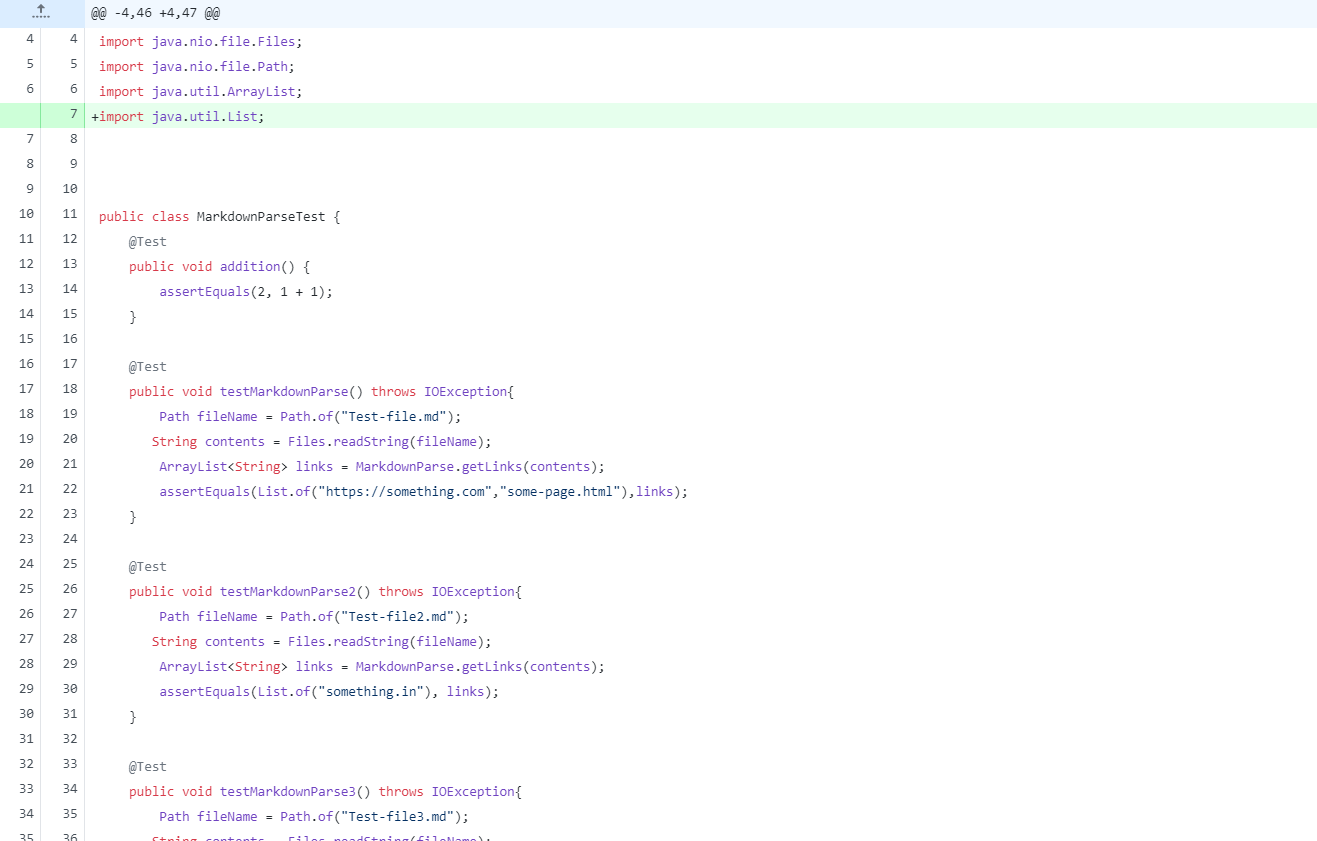 @@ -4,46 +4,47 @@
4 4 import java.nio.file.Files;
5 5 import java.nio.file.Path;
6 6 import java.util.ArrayList;
7 +import java.util.List;
7 8
8 9
9 10
10 11 public class MarkdownParseTest {
11 12 @Test
12 13 public void addition() {
13 14 assertEquals(2, 1 + 1);
14 15 }
15 16
16 17 @Test
17 18 public void testMarkdownParse() throws IOException{
18 19 Path fileName = Path.of("Test-file.md");
19 20 String contents = Files.readString(fileName);
20 21 ArrayList<String> links = MarkdownParse.getLinks(contents);
21 22 assertEquals(List.of("https://something.com","some-page.html"),links);
22 23 }
23 24
24 25 @Test
25 26 public void testMarkdownParse2() throws IOException{
26 27 Path fileName = Path.of("Test-file2.md");
27 28 String contents = Files.readString(fileName);
28 29 ArrayList<String> links = MarkdownParse.getLinks(contents);
29 30 assertEquals(List.of("something.in"), links);
30 31 }
31 32
32 33 @Test
33 34 public void testMarkdownParse3() throws IOException{
34 35 Path fileName = Path.of("Test-file3.md");
35 36 String contents = Files.readString(fileName);